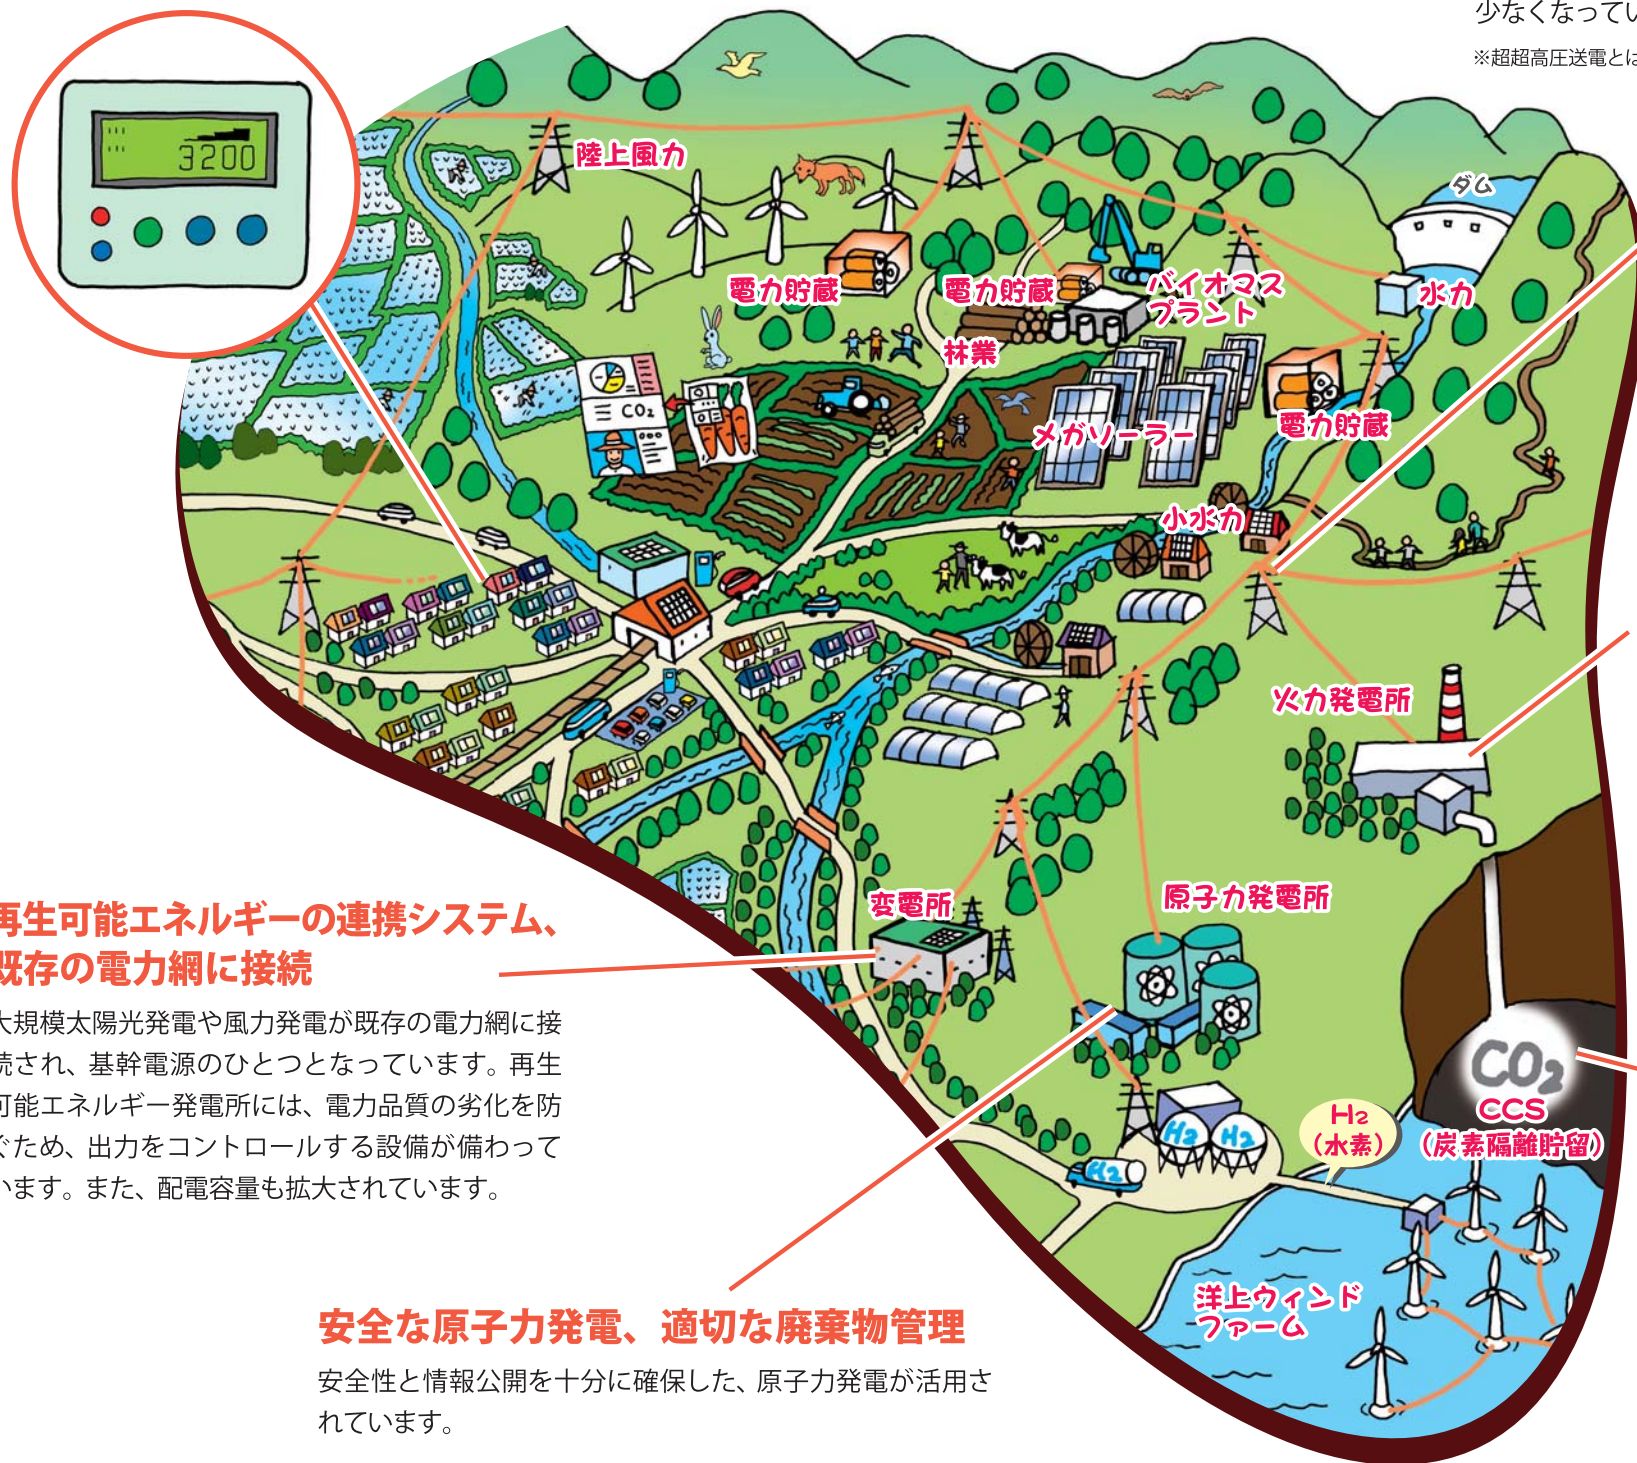 少なくなってい
※超超高圧送電とは
3200
陸上風力
ダム
電力貯蔵
電力貯蔵
バイオマス
プラント
水力
林業
CO₂
メガソーラー
電力貯蔵
小水力
火力発電所
変電所
原子力発電所
再生可能エネルギーの連携システム、
既存の電力網に接続
大規模太陽光発電や風力発電が既存の電力網に接
続され、基幹電源のひとつとなっています。再生
可能エネルギー発電所には、電力品質の劣化を防
ぐため、出力をコントロールする設備が備わって
います。また、配電容量も拡大されています。
CO₂
CCS
（炭素隔離貯留）
H₂
（水素）
H₂
H₂
H₂
洋上ウィンド
ファーム
安全な原子力発電、適切な廃棄物管理
安全性と情報公開を十分に確保した、原子力発電が活用さ
れています。